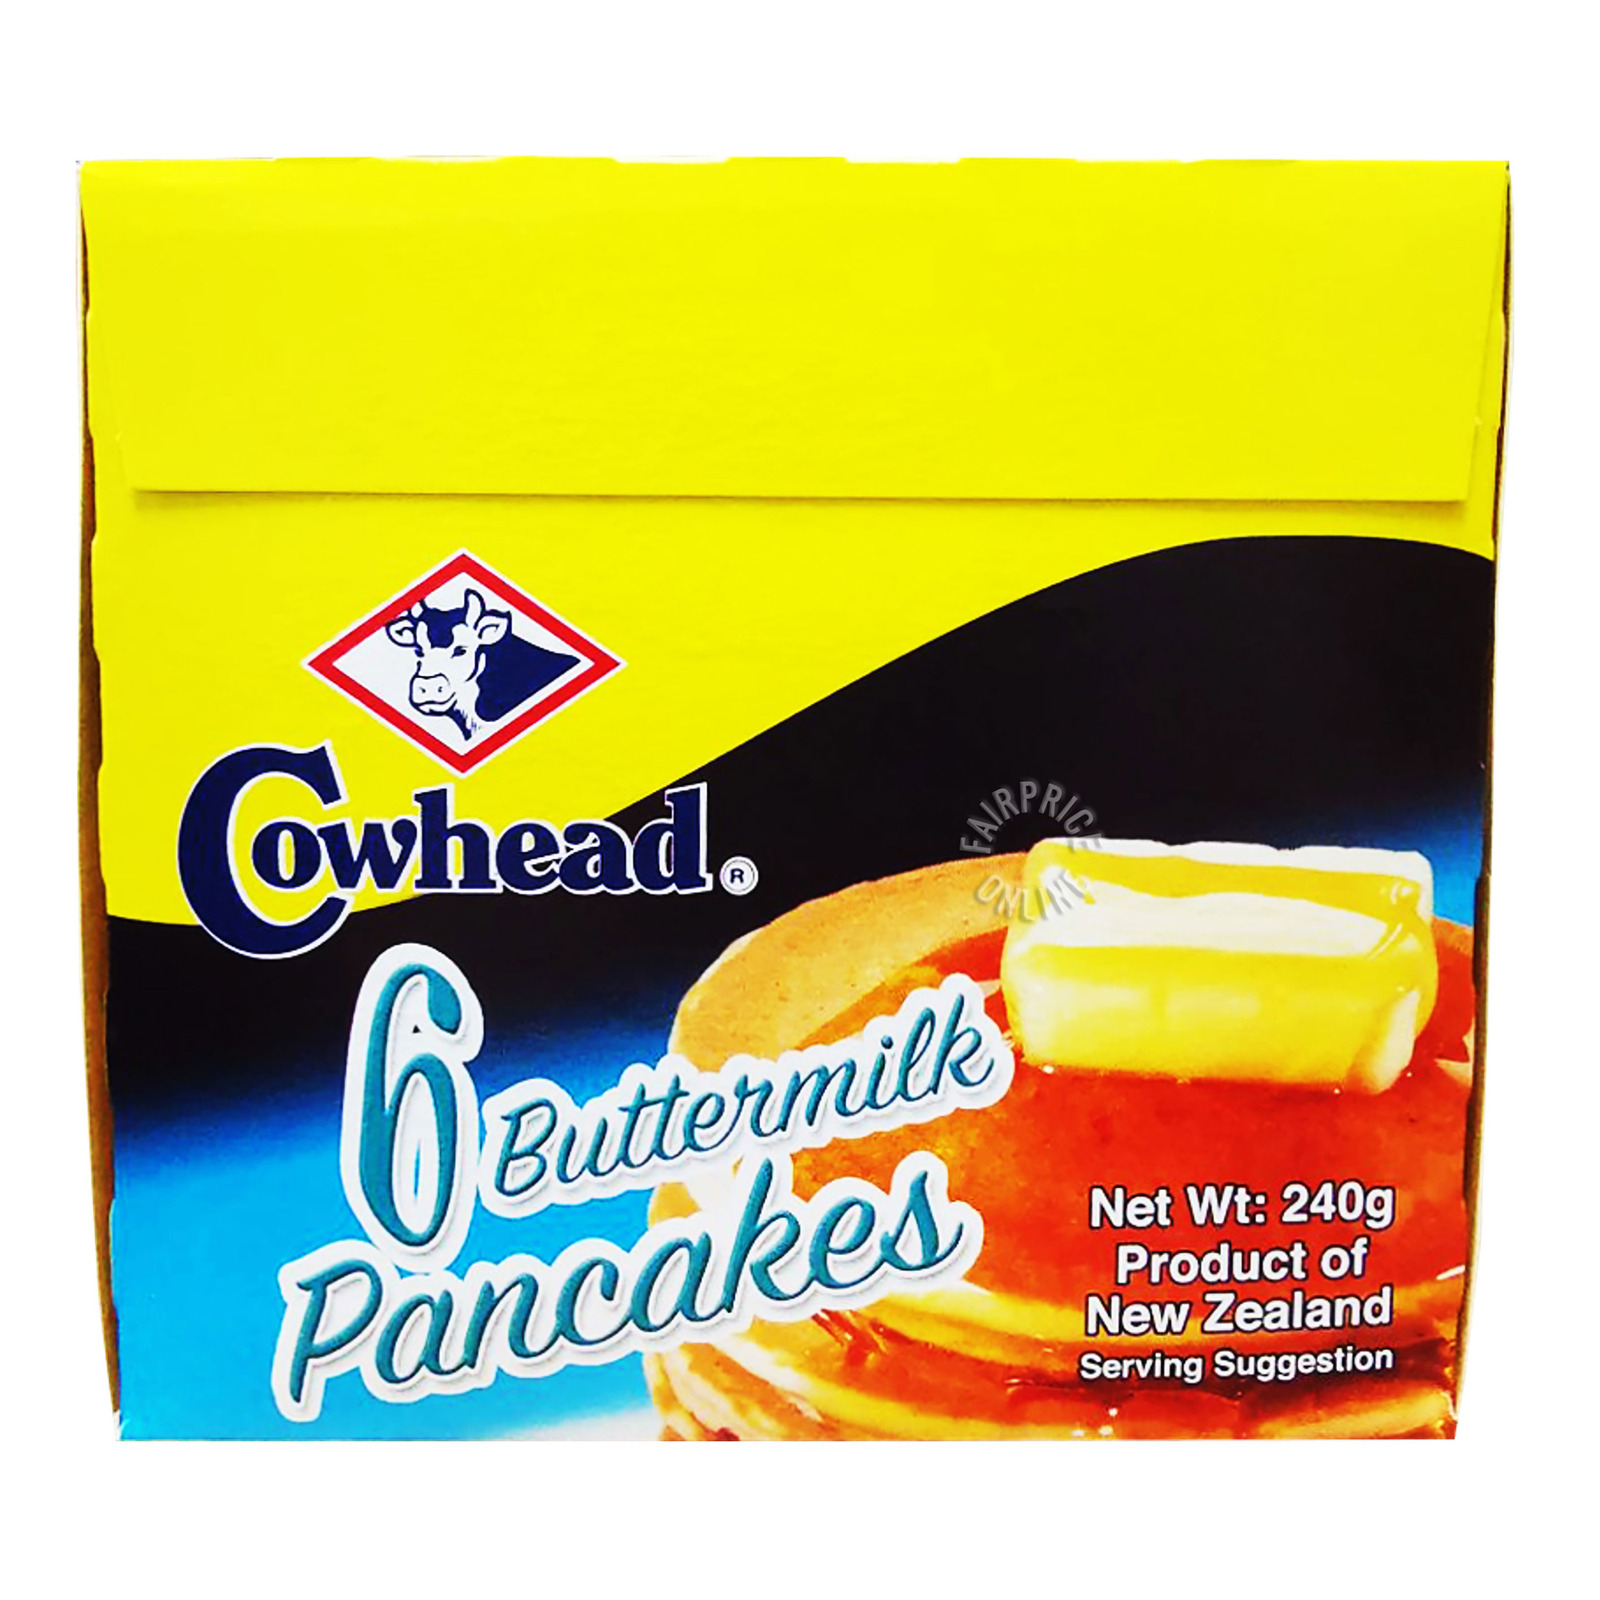 Cowhead®
FAIRPRICE
ONLINE
6 Buttermilk
Pancakes
Net Wt: 240g
Product of
New Zealand
Serving Suggestion